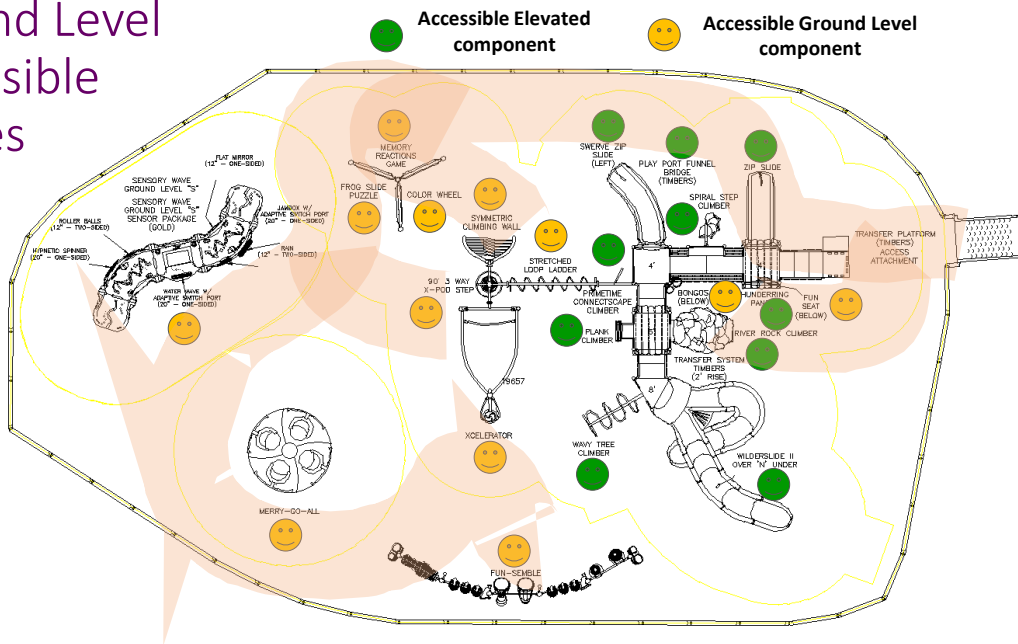 nd Level
sible
es
Accessible Elevated
component
Accessible Ground Level
component
FLAT MIRROR
(12" - ONE-SIDED)
SENSORY WAVE
GROUND LEVEL "S"
SENSORY WAVE
GROUND LEVEL "S"
SENSOR PACKAGE
(GOLD)
ROLLER BALLS
(12" - TWO-SIDED)
HYPNETIC SPINNER
(20" - ONE-SIDED)
JAMBOX W/
ADAPTIVE SWITCH PORT
(20" - ONE-SIDED)
RAIN
(12" - TWO-SIDED)
WATER WAVE W/
ADAPTIVE SWITCH PORT
(20" - ONE-SIDED)
MEMORY
REACTIONS
GAME
FROG SLIDE
PUZZLE
COLOR WHEEL
SYMMETRIC
CLIMBING WALL
STRETCHED
LOOP LADDER
90 3 WAY
X-POD STEP
SWERVE ZIP
SLIDE
(LEFT)
PLAY PORT FUNNEL
BRIDGE
(TIMBERS)
ZIP SLIDE
SPIRAL STEP
CLIMBER
TRANSFER PLATFORM
(TIMBERS)
ACCESS
ATTACHMENT
4'
PRIMETIME
CONNECTSCAPE
CLIMBER
BONGOS
(BELOW)
HUNDERRING
PAN
FUN
SEAT
(BELOW)
PLANK
CLIMBER
RIVER ROCK CLIMBER
TRANSFER SYSTEM
TIMBERS
(2' RISE)
8'
19657
XCELERATOR
WAVY TREE
CLIMBER
WILDERSLIDE II
OVER "N" UNDER
MERRY-GO-ALL
FUN-SEMBLE